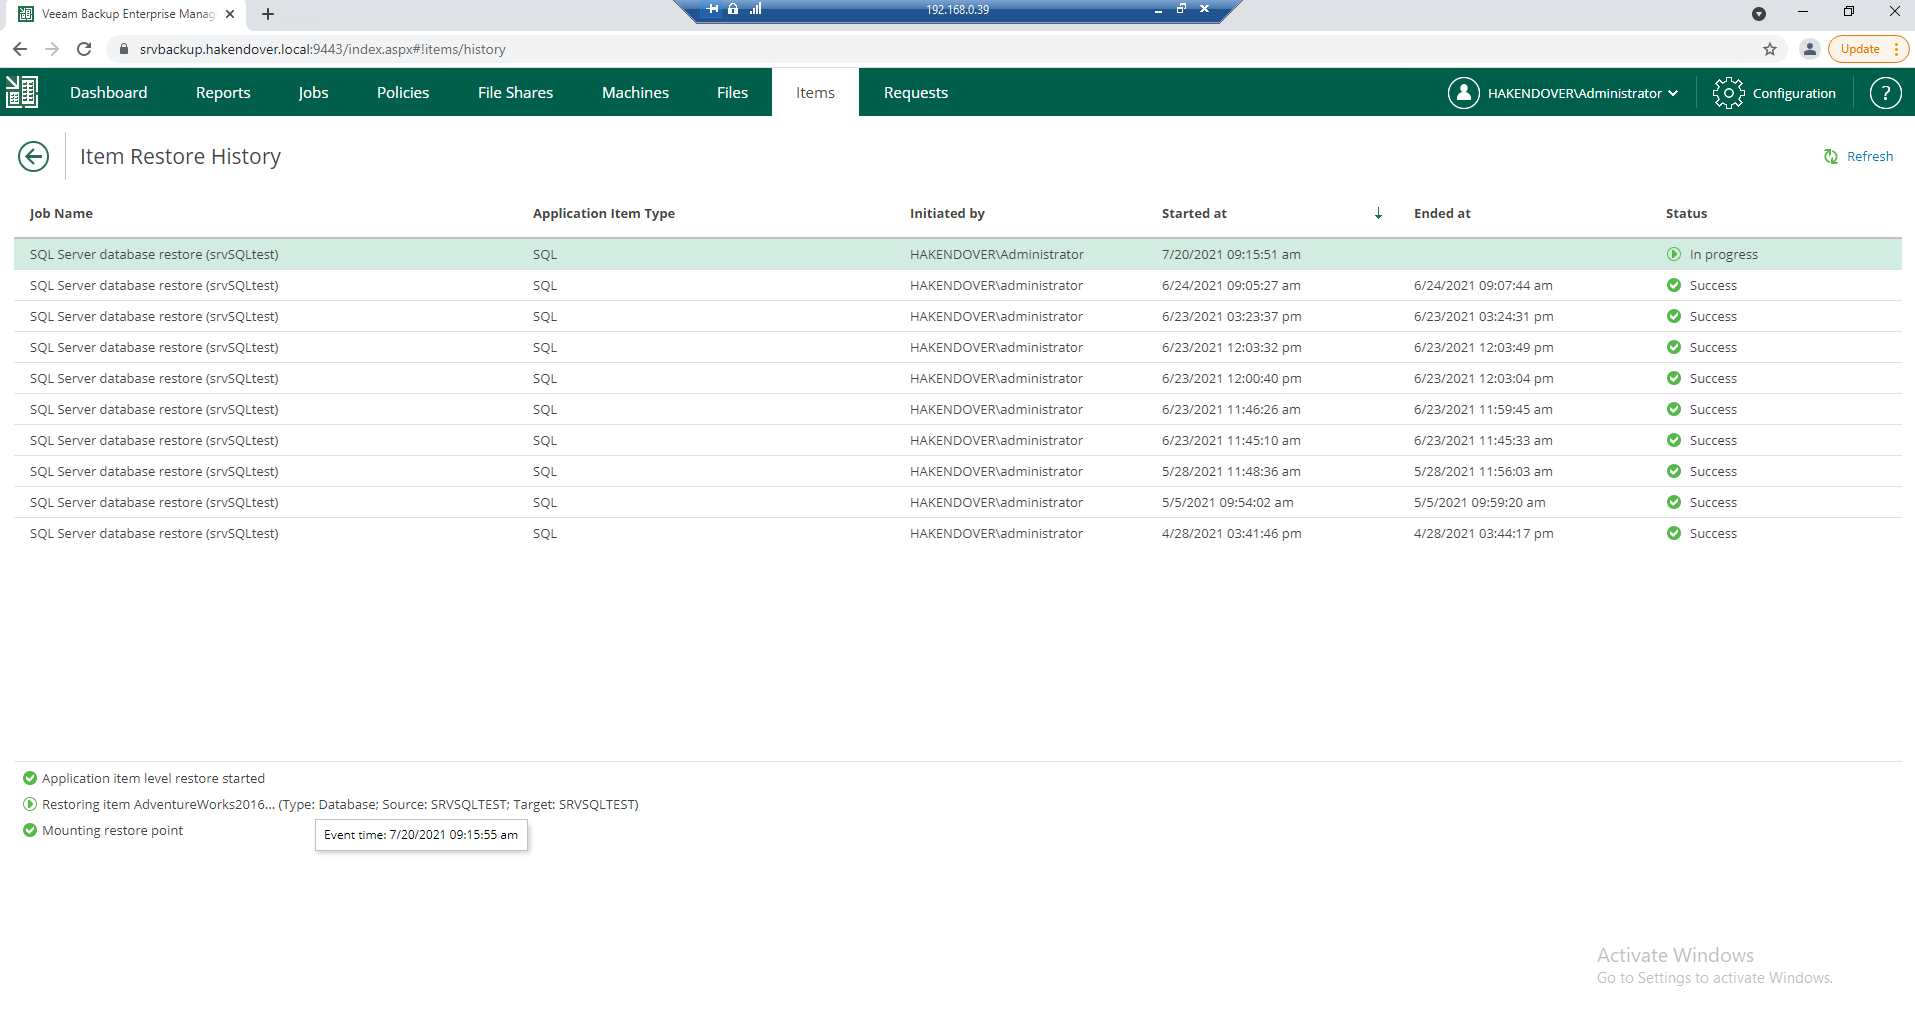 Veeam Backup Enterprise Manag
192.168.0.39
srvbackup.hakendover.local:9443/index.aspx#!items/history
Update
Dashboard Reports Jobs Policies File Shares Machines Files Items Requests HAKENDOVER\Administrator Configuration ?
Item Restore History Refresh
Job Name Application Item Type Initiated by Started at Ended at Status
SQL Server database restore (srvSQLtest) SQL HAKENDOVER\Administrator 7/20/2021 09:15:51 am In progress
SQL Server database restore (srvSQLtest) SQL HAKENDOVER\administrator 6/24/2021 09:05:27 am 6/24/2021 09:07:44 am Success
SQL Server database restore (srvSQLtest) SQL HAKENDOVER\administrator 6/23/2021 03:23:37 pm 6/23/2021 03:24:31 pm Success
SQL Server database restore (srvSQLtest) SQL HAKENDOVER\administrator 6/23/2021 12:03:32 pm 6/23/2021 12:03:49 pm Success
SQL Server database restore (srvSQLtest) SQL HAKENDOVER\administrator 6/23/2021 12:00:40 pm 6/23/2021 12:03:04 pm Success
SQL Server database restore (srvSQLtest) SQL HAKENDOVER\administrator 6/23/2021 11:46:26 am 6/23/2021 11:59:45 am Success
SQL Server database restore (srvSQLtest) SQL HAKENDOVER\administrator 6/23/2021 11:45:10 am 6/23/2021 11:45:33 am Success
SQL Server database restore (srvSQLtest) SQL HAKENDOVER\administrator 5/28/2021 11:48:36 am 5/28/2021 11:56:03 am Success
SQL Server database restore (srvSQLtest) SQL HAKENDOVER\administrator 5/5/2021 09:54:02 am 5/5/2021 09:59:20 am Success
SQL Server database restore (srvSQLtest) SQL HAKENDOVER\administrator 4/28/2021 03:41:46 pm 4/28/2021 03:44:17 pm Success
Application item level restore started
Restoring item AdventureWorks2016... (Type: Database; Source: SRVSQLTEST; Target: SRVSQLTEST)
Mounting restore point
Event time: 7/20/2021 09:15:55 am
Activate Windows
Go to Settings to activate Windows.